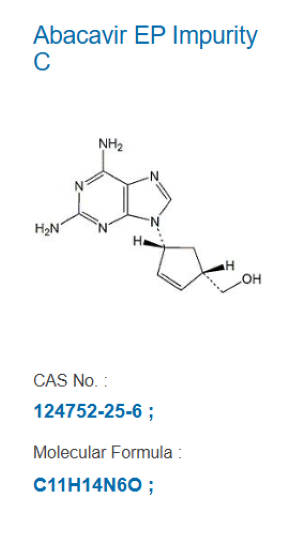 Abacavir EP Impurity
C
NH2
N
N
N
N
H2N
H
H
OH
CAS No. :
124752-25-6 ;
Molecular Formula :
C11H14N6O ;